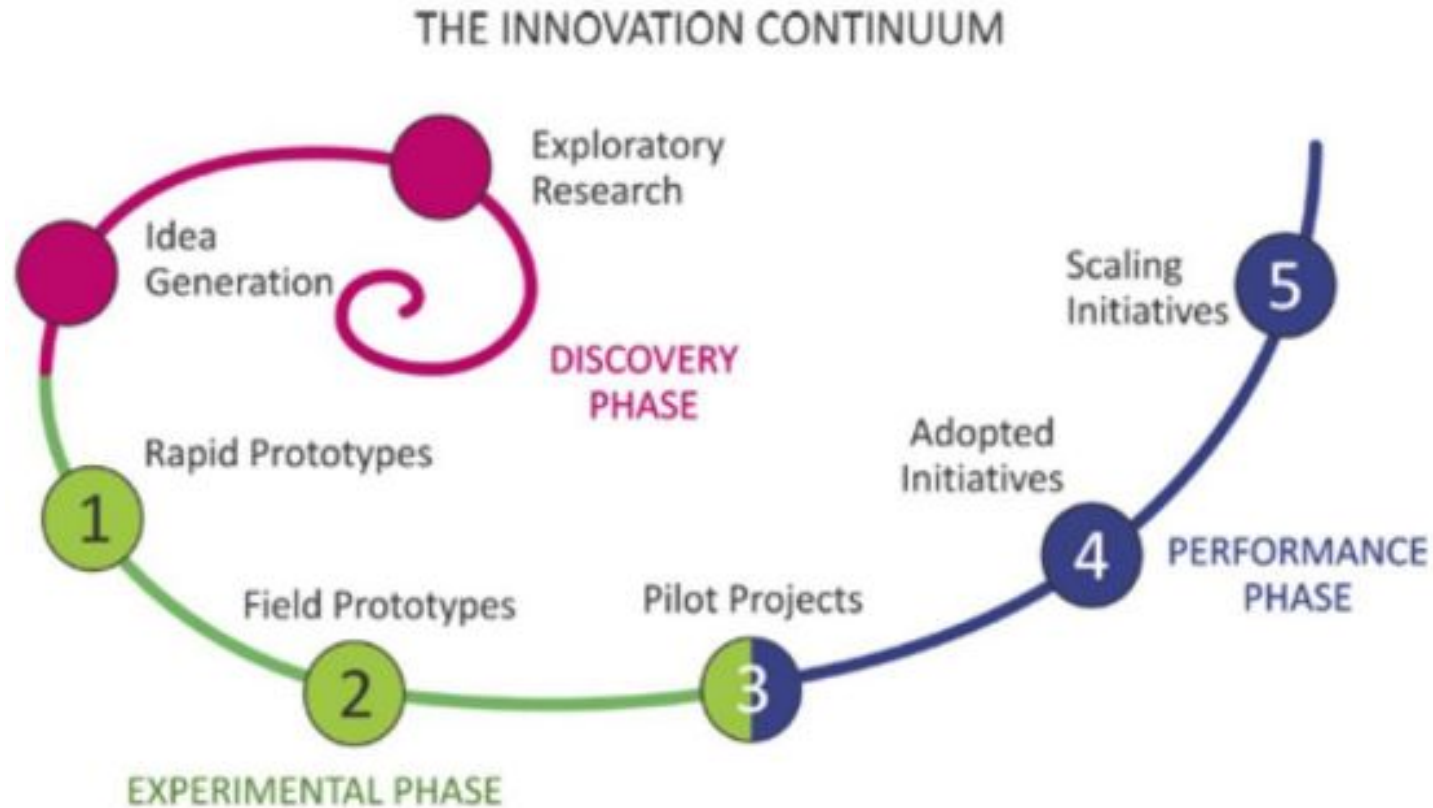 THE INNOVATION CONTINUUM
Exploratory
Research
Idea
Generation
DISCOVERY
PHASE
Rapid Prototypes
1
Field Prototypes
2
EXPERIMENTAL PHASE
Pilot Projects
3
Adopted
Initiatives
4
PERFORMANCE
PHASE
Scaling
Initiatives
5